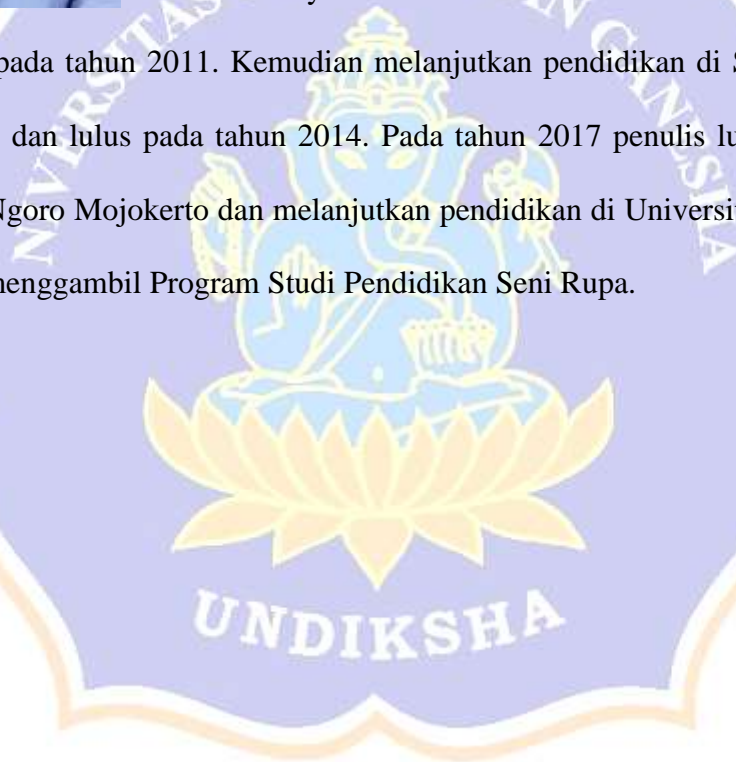 pada tahun 2011. Kemudian melanjutkan pendidikan di S
dan lulus pada tahun 2014. Pada tahun 2017 penulis lu
Ngoro Mojokerto dan melanjutkan pendidikan di Universit
menggambil Program Studi Pendidikan Seni Rupa.
UNDIKSHA